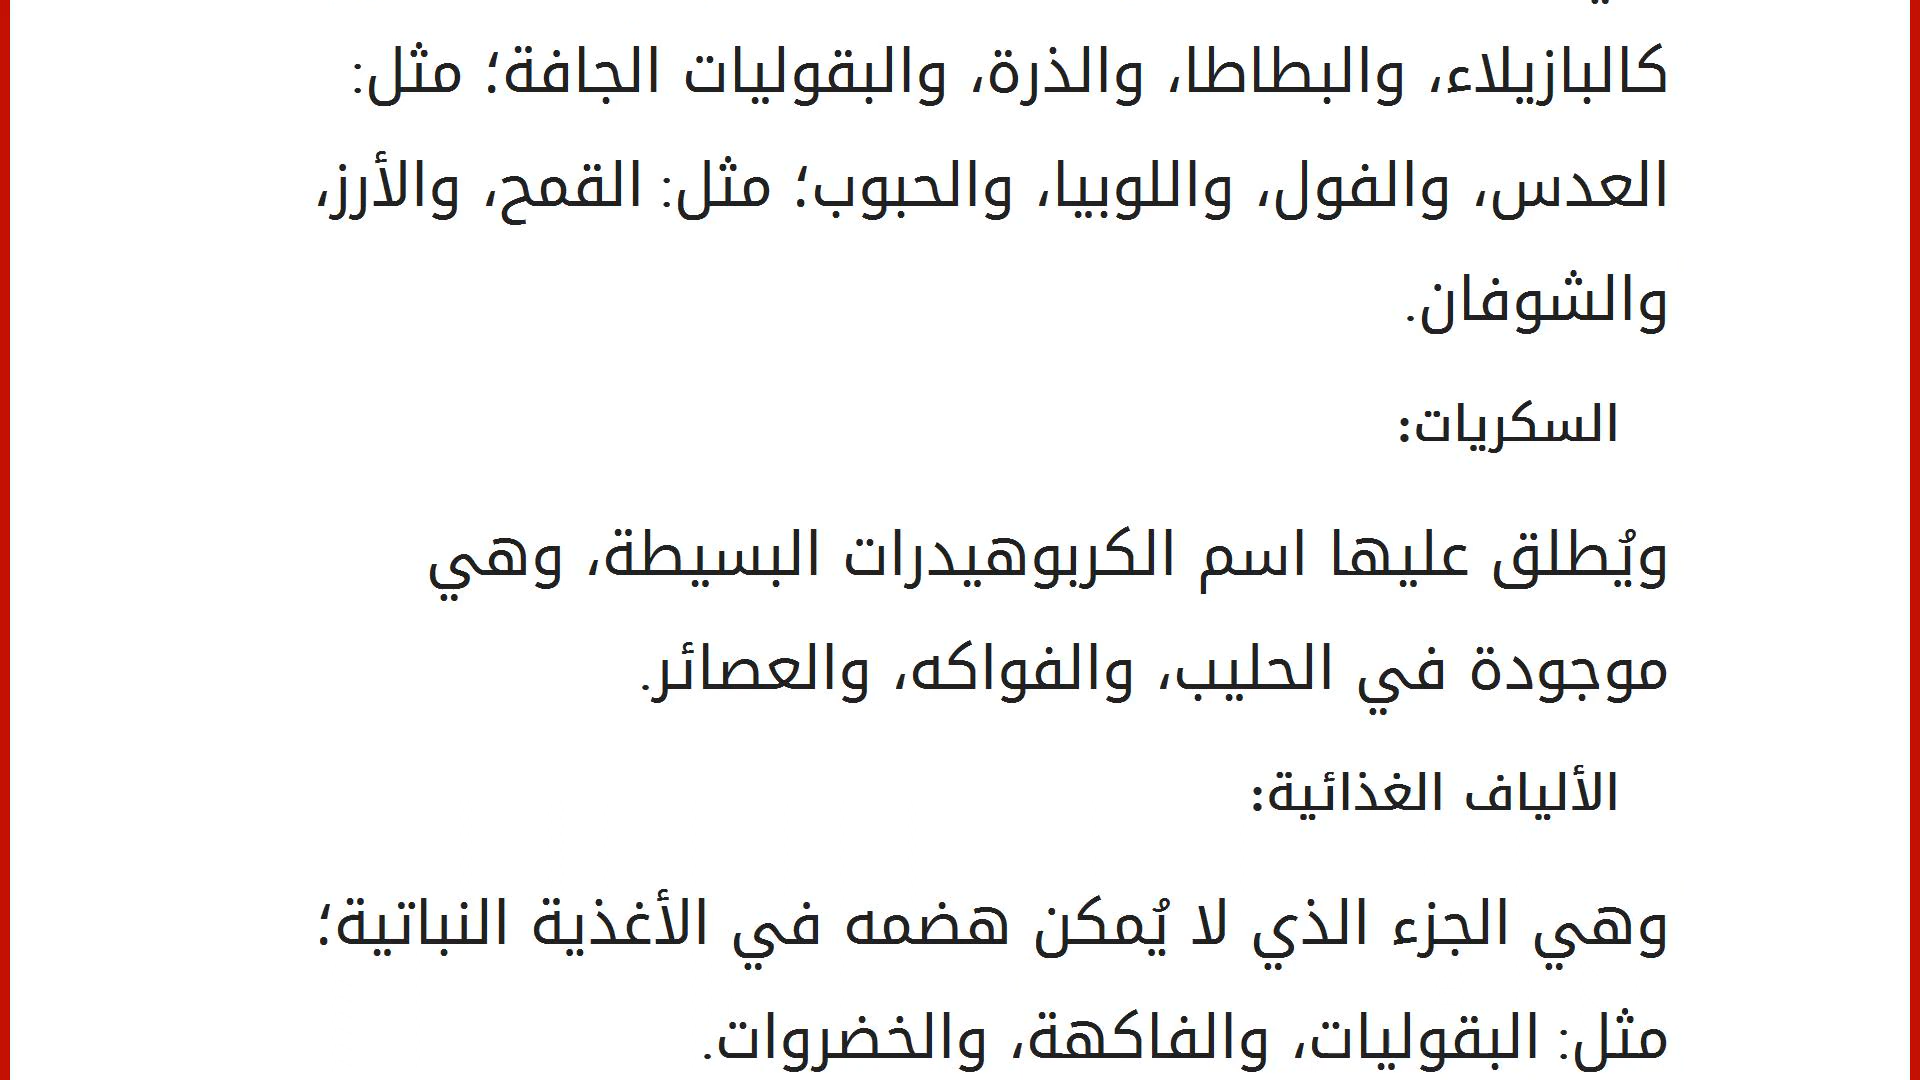 كالبازيلاء، والبطاطا، والذرة، والبقوليات الجافة؛ مثل:
العدس، والفول، واللوبيا، والحبوب؛ مثل: القمح، والأرز،
والشوفان.
السكريات:
ويُطلق عليها اسم الكربوهيدرات البسيطة، وهي
موجودة في الحليب، والفواكه، والعصائر.
الألياف الغذائية:
وهي الجزء الذي لا يُمكن هضمه في الأغذية النباتية؛
مثل: البقوليات، والفاكهة، والخضروات.